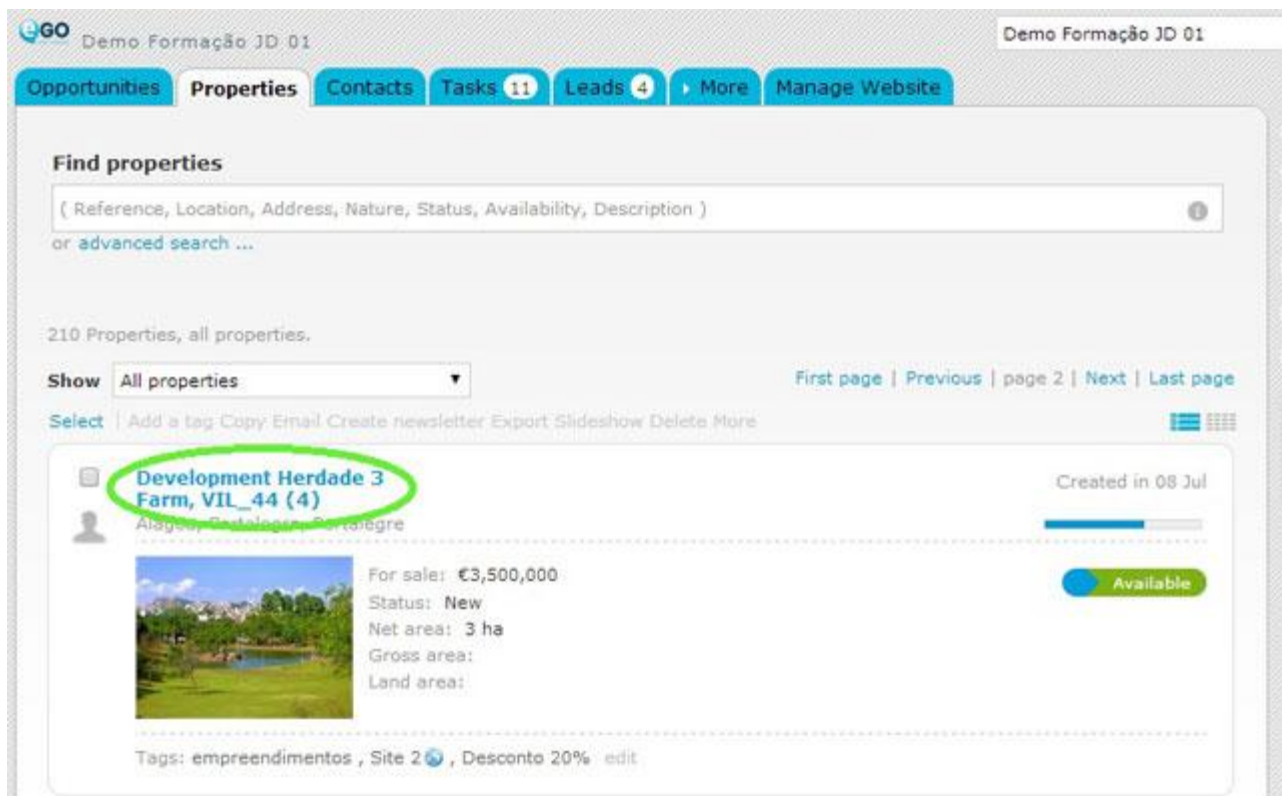 eGO Demo Formação JD 01
Demo Formação JD 01
Opportunities Properties Contacts Tasks 11 Leads 4 More Manage Website
Find properties
( Reference, Location, Address, Nature, Status, Availability, Description )
or advanced search ...
210 Properties, all properties.
Show All properties First page | Previous | page 2 | Next | Last page
Select | Add a tag Copy Email Create newsletter Export Slideshow Delete More
Development Herdade 3
Farm, VIL_44 (4)
Created in 08 Jul
Portalegre
For sale: €3,500,000
Available
Status: New
Net area: 3 ha
Gross area:
Land area:
Tags: empreendimentos , Site 2 , Desconto 20% edit